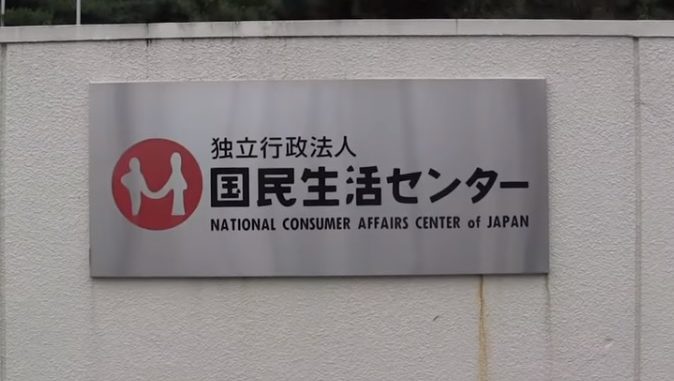 独立行政法人
国民生活センター
NATIONAL CONSUMER AFFAIRS CENTER of JAPAN